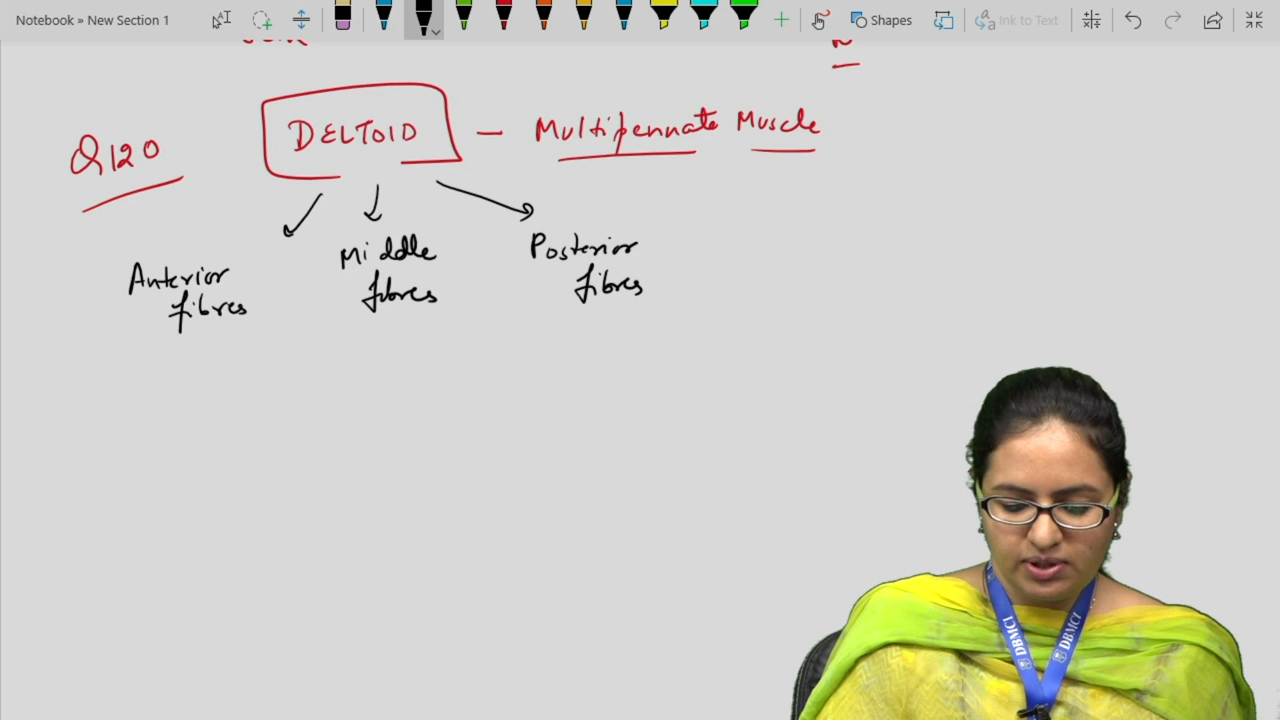 Notebook » New Section 1
Shapes
Ink to Text
Q120
DELTOID — Multipennate Muscle
Anterior
fibres
Middle
fibres
Posterior
fibres
DBMCI
DBMCI